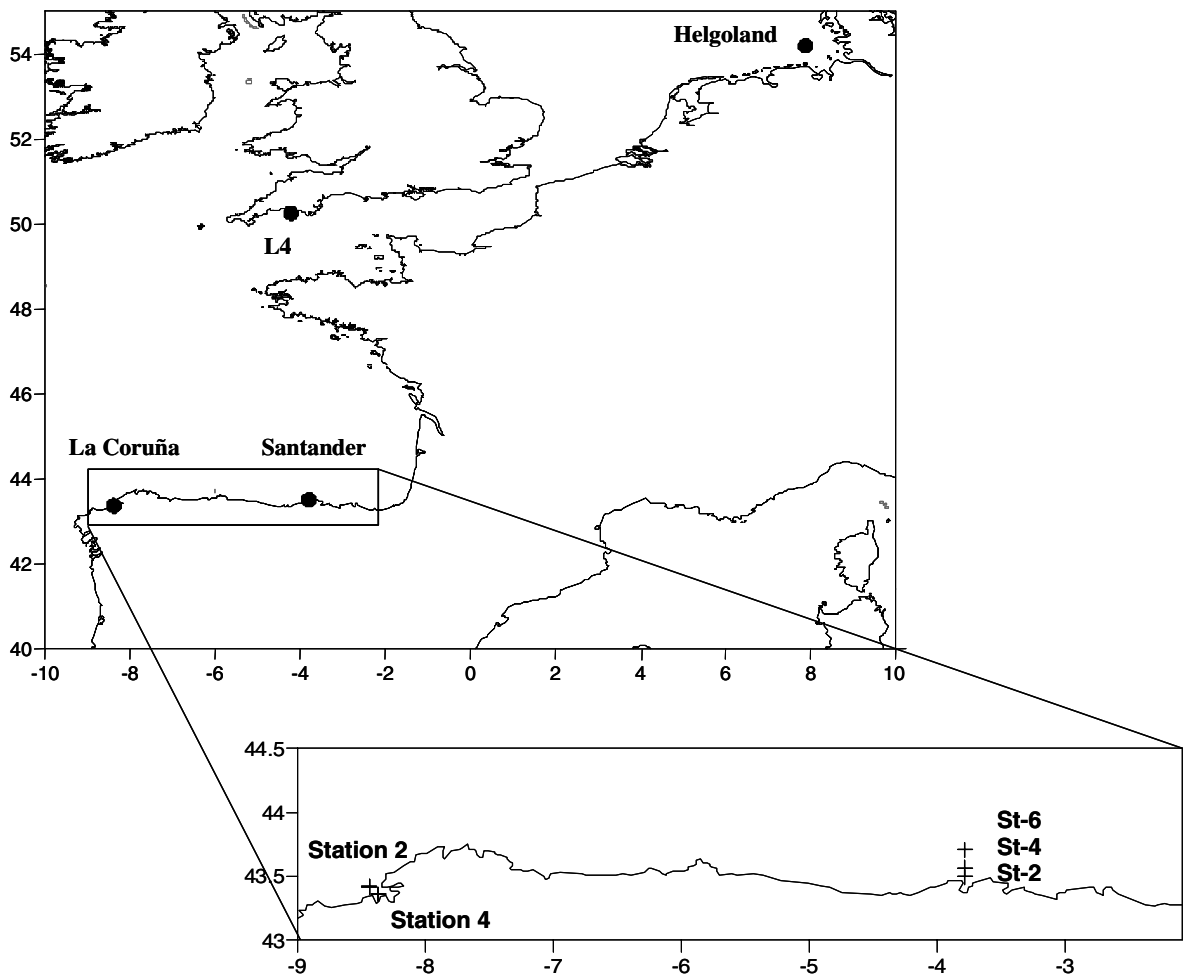 Helgoland
54
52
50
L4
48
46
La Coruña Santander
44
42
40
-10 -8 -6 -4 -2 0 2 4 6 8 10
44.5
44
St-6
Station 2 St-4
43.5 St-2
Station 4
43
-9 -8 -7 -6 -5 -4 -3